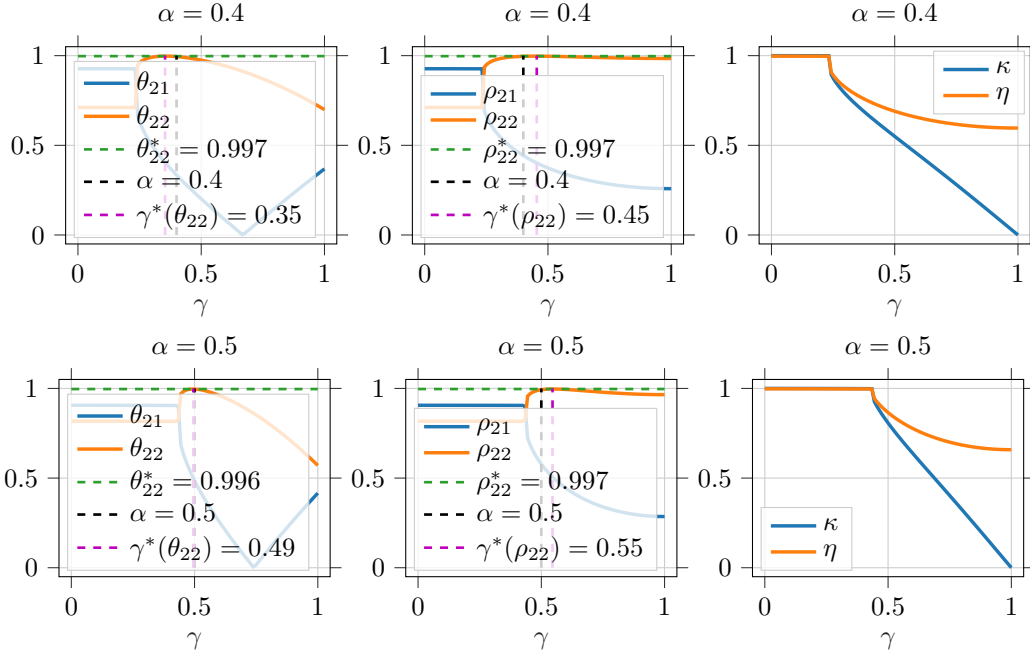 α = 0.4
1
0.5
0
θ21
θ22
θ*22 = 0.997
α = 0.4
γ*(θ22) = 0.35
0
0.5
1
γ
α = 0.4
1
0.5
0
ρ21
ρ22
ρ*22 = 0.997
α = 0.4
γ*(ρ22) = 0.45
0
0.5
1
γ
α = 0.4
1
0.5
0
κ
η
0
0.5
1
γ
α = 0.5
1
0.5
0
θ21
θ22
θ*22 = 0.996
α = 0.5
γ*(θ22) = 0.49
0
0.5
1
γ
α = 0.5
1
0.5
0
ρ21
ρ22
ρ*22 = 0.997
α = 0.5
γ*(ρ22) = 0.55
0
0.5
1
γ
α = 0.5
1
0.5
0
κ
η
0
0.5
1
γ